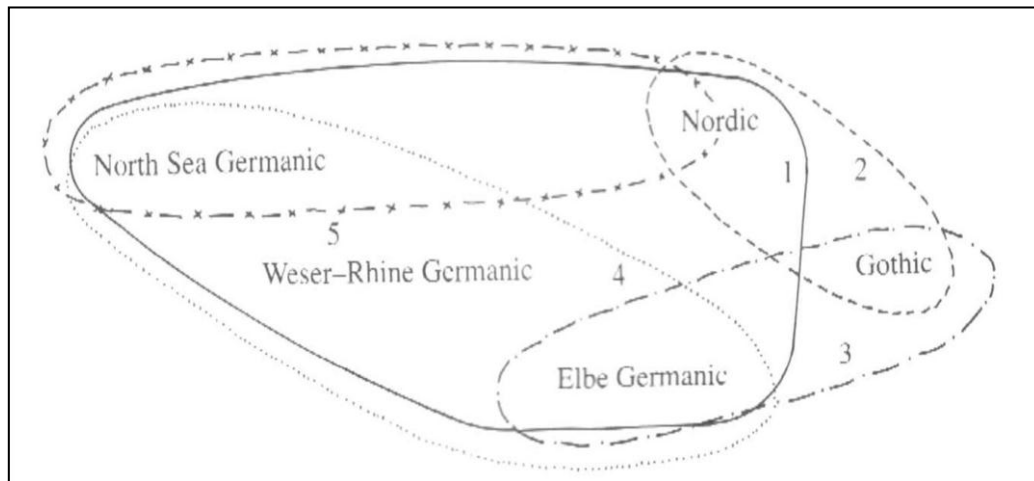 Nordic
North Sea Germanic
1
2
5
Weser–Rhine Germanic
4
Gothic
3
Elbe Germanic